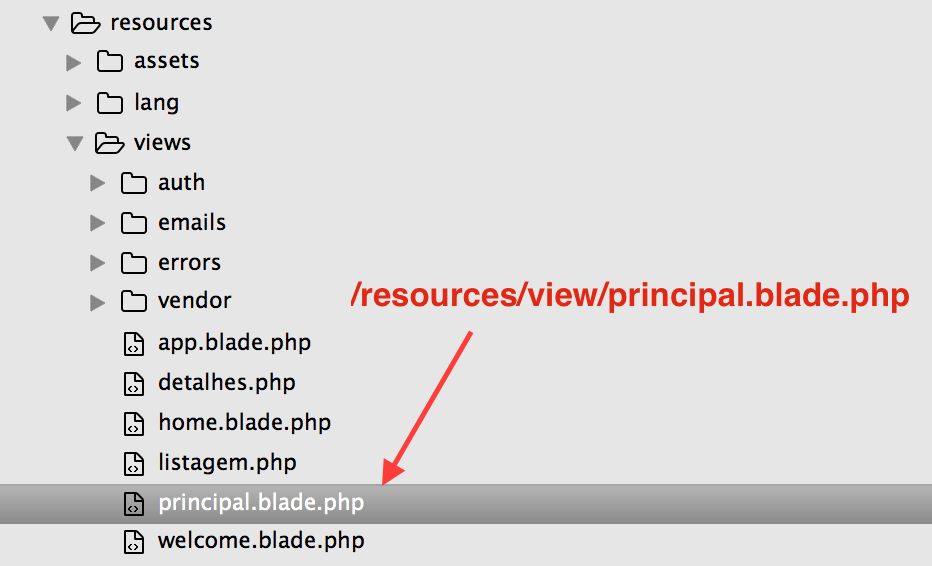 resources
assets
lang
views
auth
emails
errors
/resources/view/principal.blade.php
vendor
app.blade.php
detalhes.php
home.blade.php
listagem.php
principal.blade.php
welcome.blade.php